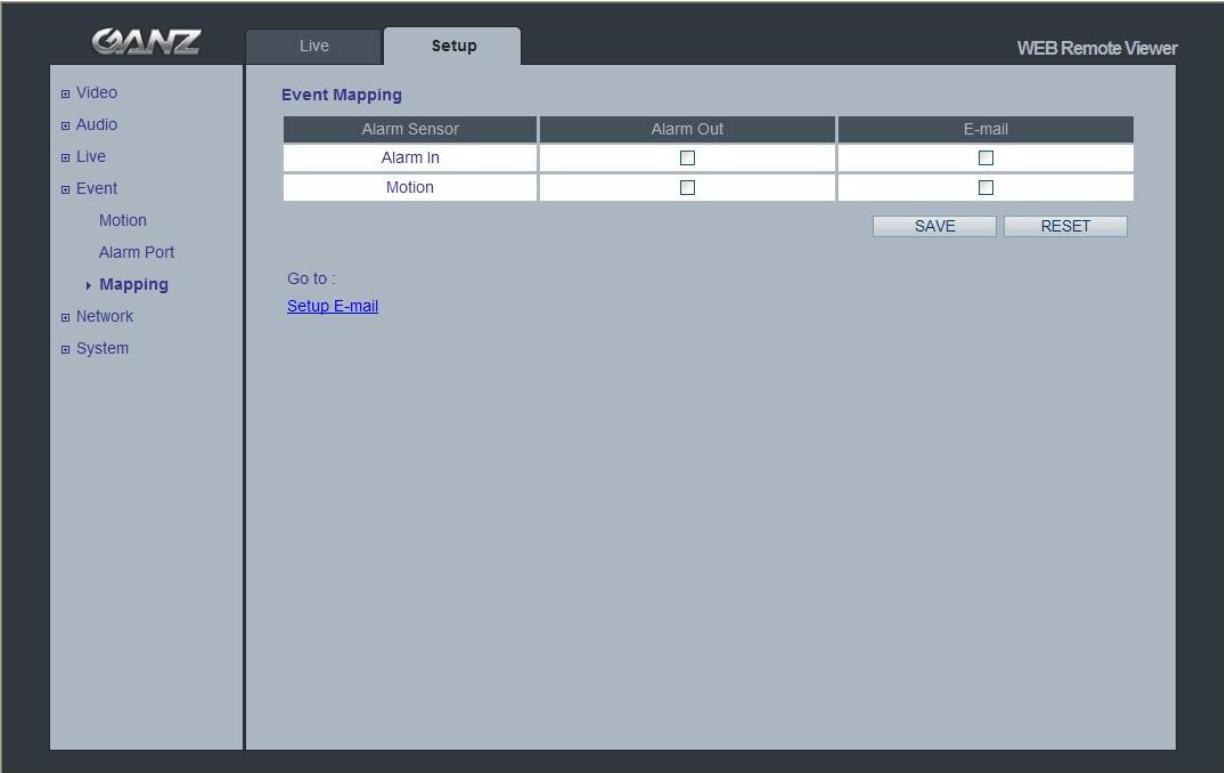 GANZ
Live
Setup
WEB Remote Viewer
Video
Audio
Live
Event
Motion
Alarm Port
Mapping
Network
System
Event Mapping
Alarm Sensor Alarm Out E-mail
Alarm In
Motion
SAVE RESET
Go to :
Setup E-mail